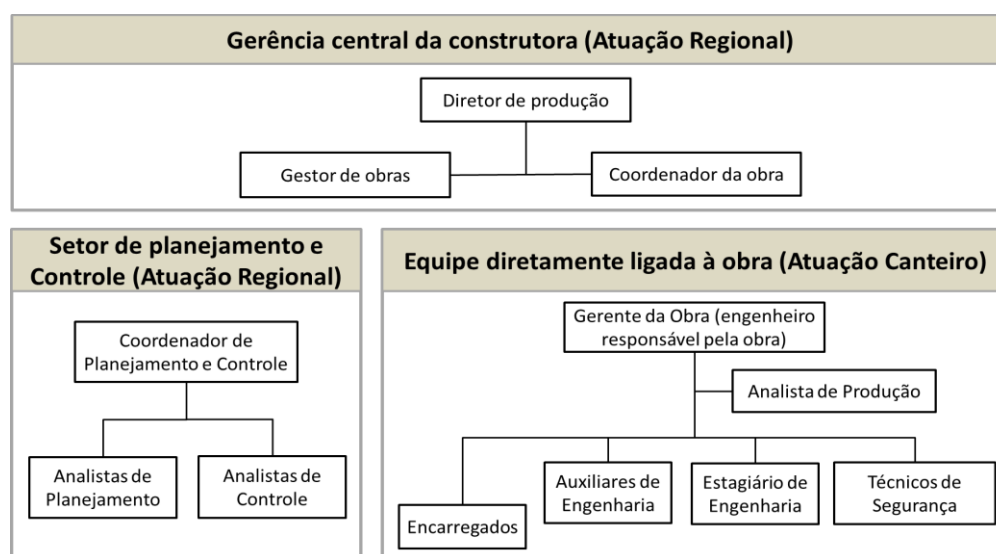 Gerência central da construtora (Atuação Regional)
Diretor de produção
Gestor de obras
Coordenador da obra
Setor de planejamento e
Controle (Atuação Regional)
Coordenador de
Planejamento e Controle
Analistas de
Planejamento
Analistas de
Controle
Equipe diretamente ligada à obra (Atuação Canteiro)
Gerente da Obra (engenheiro
responsável pela obra)
Analista de Produção
Encarregados
Auxiliares de
Engenharia
Estagiário de
Engenharia
Técnicos de
Segurança